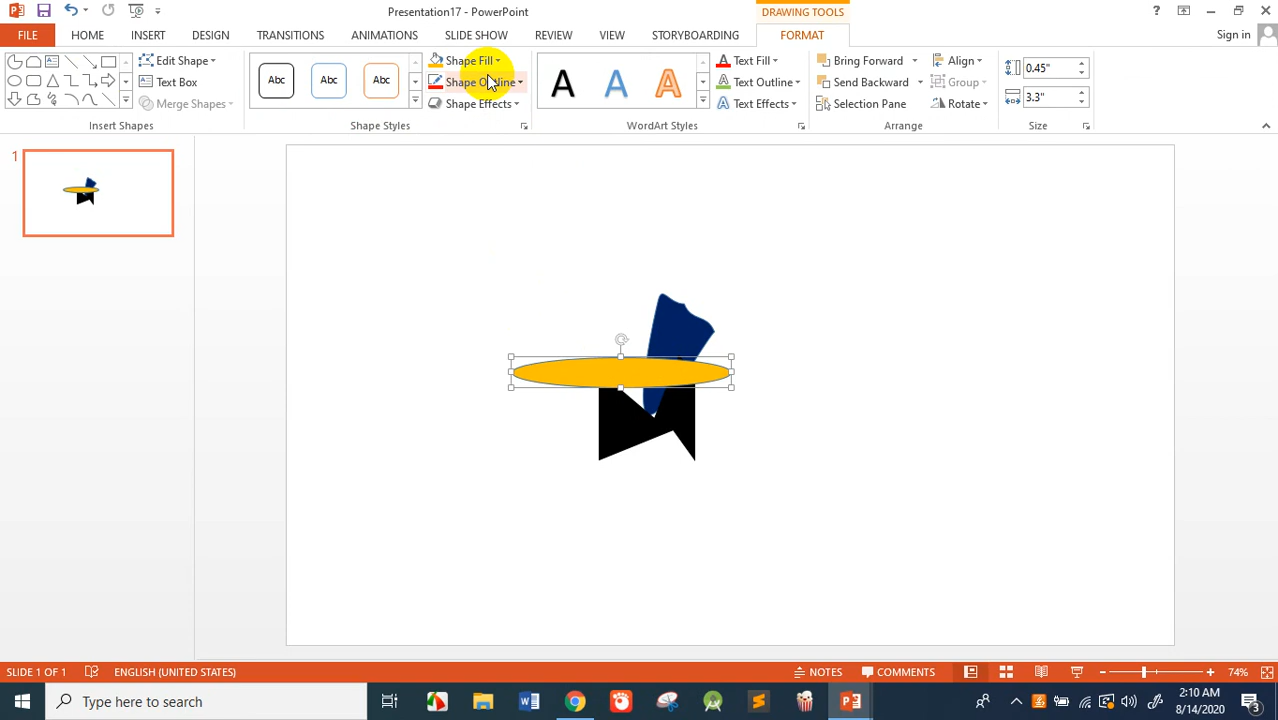 Presentation17 - PowerPoint
DRAWING TOOLS
?
FILE
HOME
INSERT
DESIGN
TRANSITIONS
ANIMATIONS
SLIDE SHOW
REVIEW
VIEW
STORYBOARDING
FORMAT
Sign in
Edit Shape
Text Box
Merge Shapes
Insert Shapes
Abc
Abc
Abc
Shape Fill
Shape Outline
Shape Effects
Shape Styles
A
A
A
Text Fill
Text Outline
Text Effects
WordArt Styles
Bring Forward
Send Backward
Selection Pane
Align
Group
Rotate
Arrange
0.45"
3.3"
Size
1
SLIDE 1 OF 1
ENGLISH (UNITED STATES)
NOTES
COMMENTS
74%
Type here to search
2:10 AM
8/14/2020
3